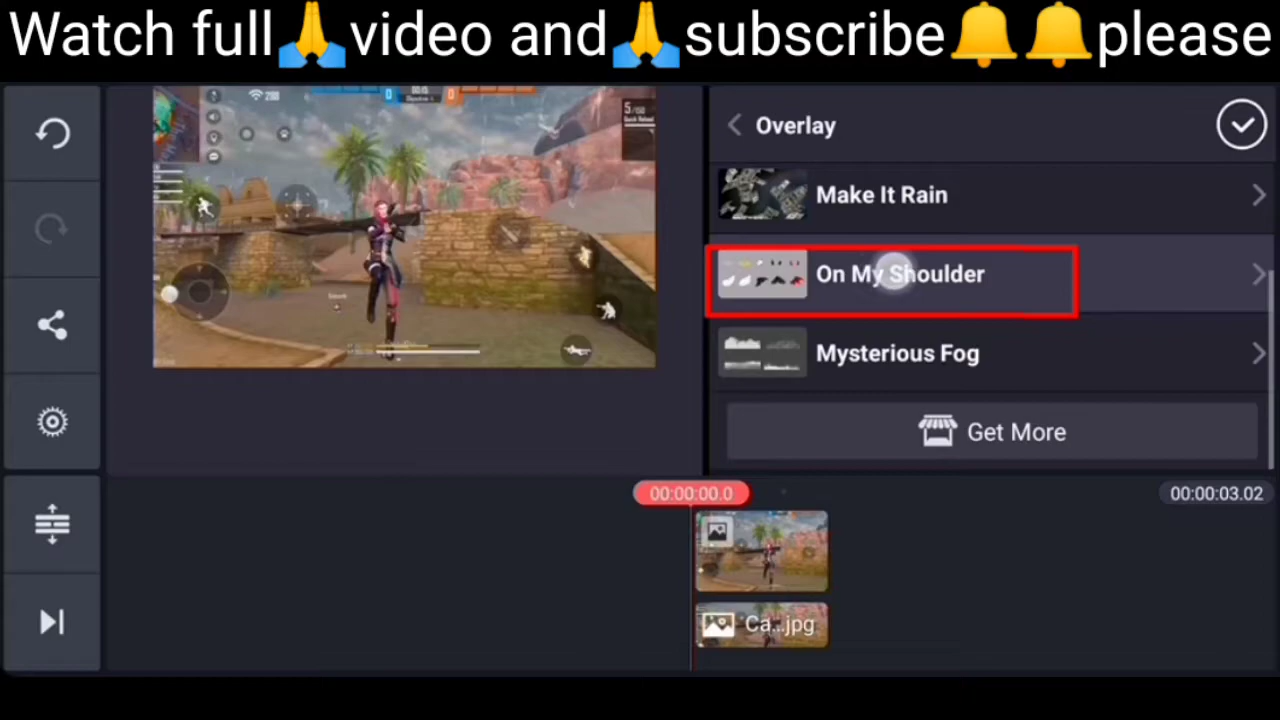 Watch full🙏video and🙏subscribe🔔🔔please
Overlay
Make It Rain
On My Shoulder
Mysterious Fog
Get More
00:00:00.0
00:00:03.02
Ca...jpg